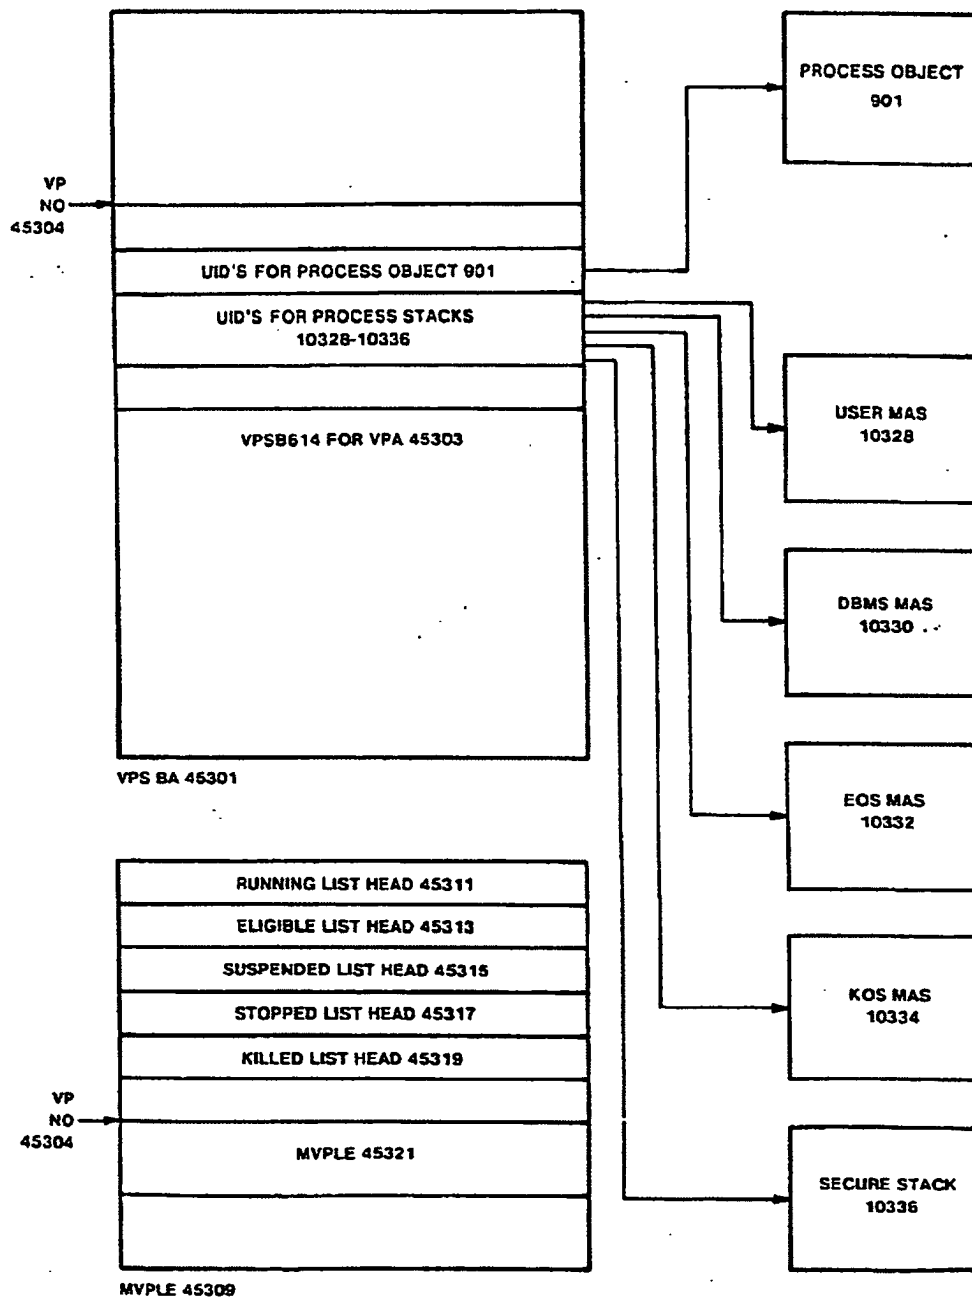 PROCESS OBJECT
901
VP
NO
45304
UID'S FOR PROCESS OBJECT 901
UID'S FOR PROCESS STACKS
10328-10336
VPSB614 FOR VPA 45303
USER MAS
10328
DBMS MAS
10330
EOS MAS
10332
KOS MAS
10334
SECURE STACK
10336
VPS BA 45301
RUNNING LIST HEAD 45311
ELIGIBLE LIST HEAD 45313
SUSPENDED LIST HEAD 45315
STOPPED LIST HEAD 45317
KILLED LIST HEAD 45319
VP
NO
45304
MVPLE 45321
MVPLE 45309